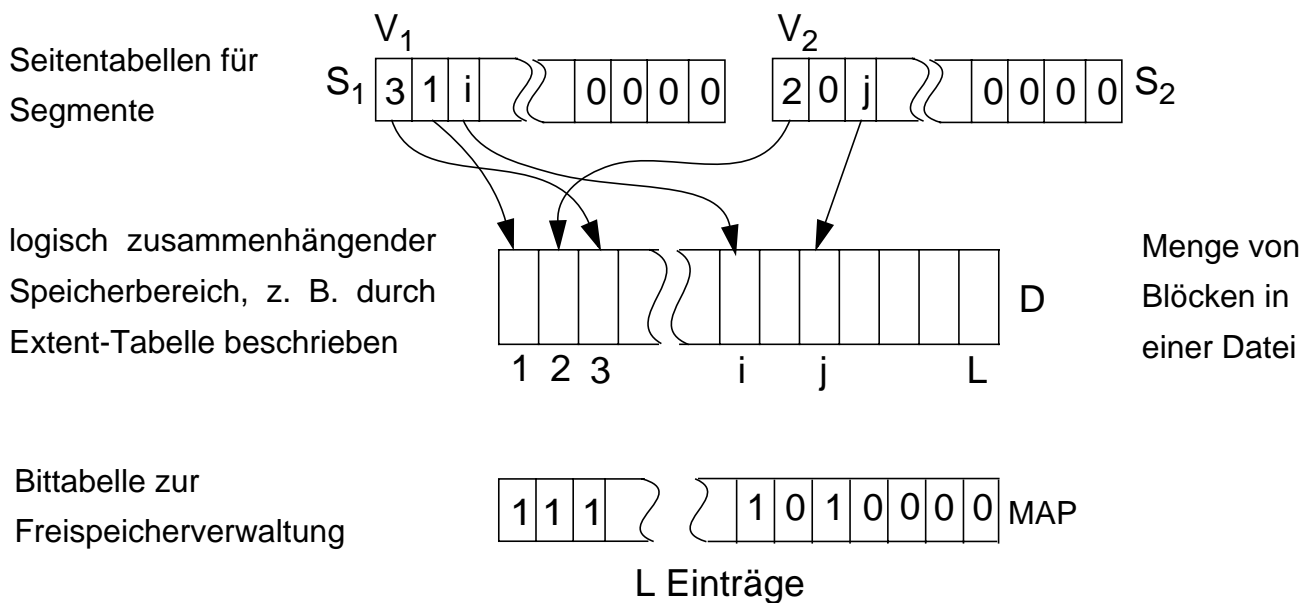 V1 V2
Seitentabellen für
Segmente
S1 3 1 i 0 0 0 0 2 0 j 0 0 0 0 S2
logisch zusammenhängender
Speicherbereich, z. B. durch
Extent-Tabelle beschrieben
D
Menge von
Blöcken in
einer Datei
1 2 3 i j L
Bittabelle zur
Freispeicherverwaltung
1 1 1 1 0 1 0 0 0 0 MAP
L Einträge